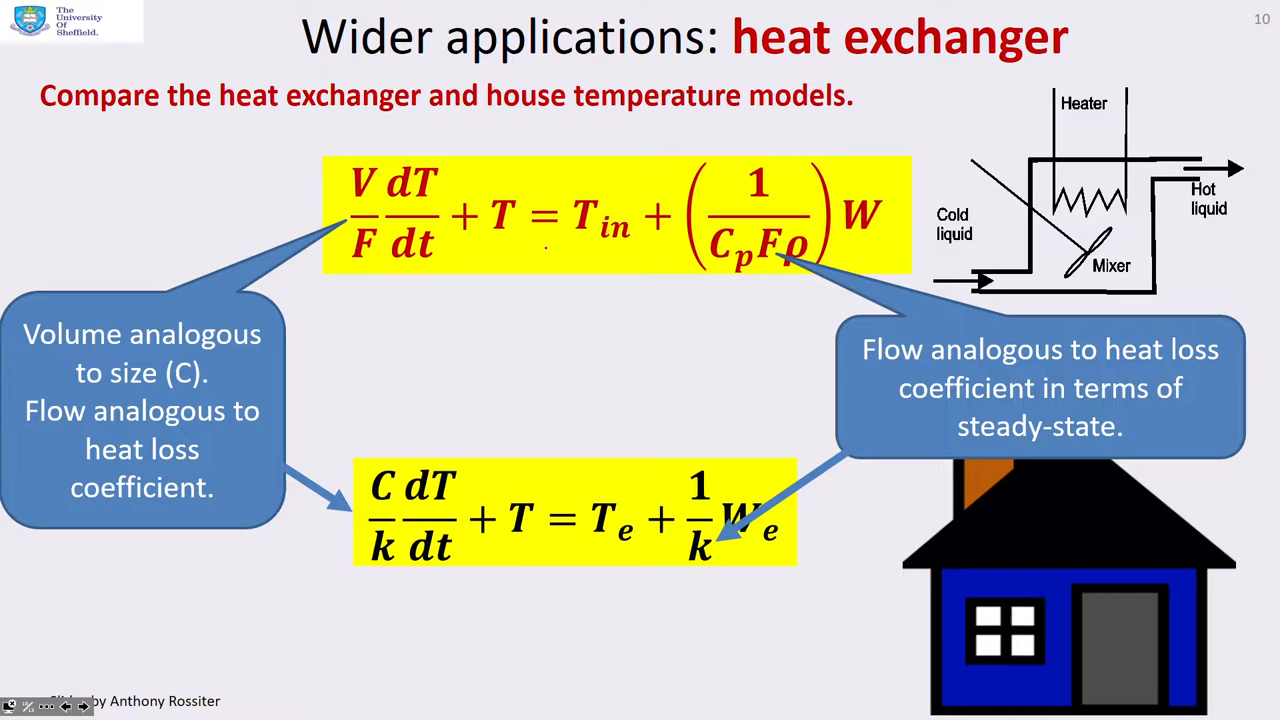 The
University
Of
Sheffield.
10
Wider applications: heat exchanger
Compare the heat exchanger and house temperature models.
V/F dT/dt + T = T_in + (1/(C_p F ρ)) W
Heater
Cold
liquid
Hot
liquid
Mixer
Volume analogous
to size (C).
Flow analogous to
heat loss
coefficient.
Flow analogous to heat loss
coefficient in terms of
steady-state.
C/k dT/dt + T = T_e + 1/k W_e
by Anthony Rossiter